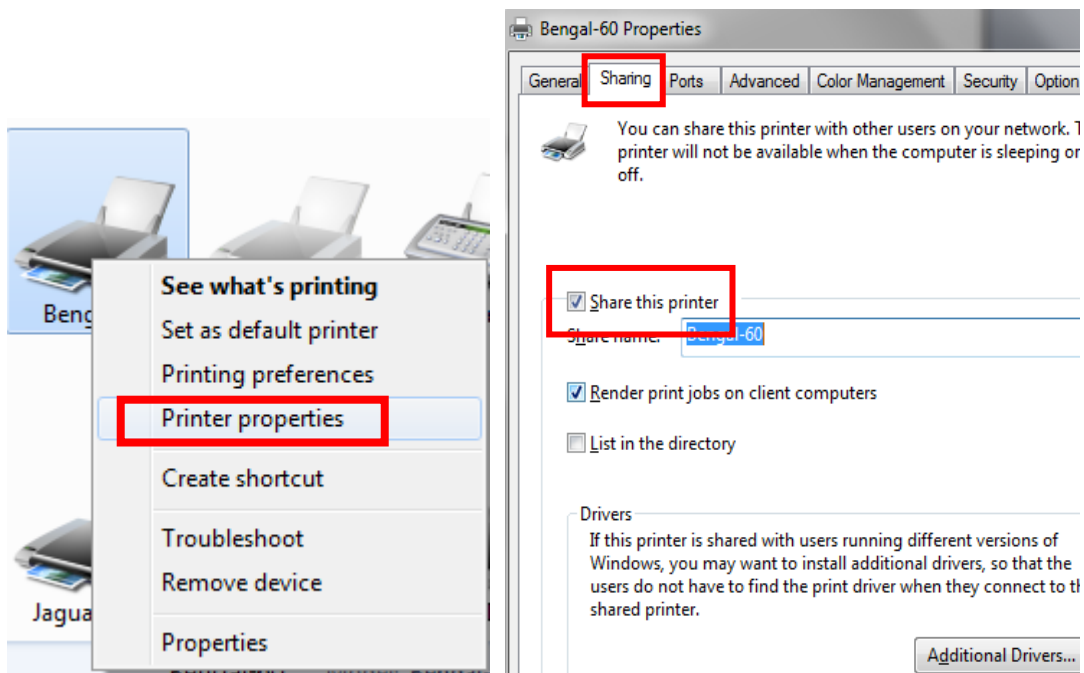 Beng
See what's printing
Set as default printer
Printing preferences
Printer properties
Create shortcut
Troubleshoot
Remove device
Properties
Jagua
Bengal-60 Properties
General Sharing Ports Advanced Color Management Security Option
You can share this printer with other users on your network. T
printer will not be available when the computer is sleeping or
off.
Share this printer
Share name: Bengal-60
Render print jobs on client computers
List in the directory
Drivers
If this printer is shared with users running different versions of
Windows, you may want to install additional drivers, so that the
users do not have to find the print driver when they connect to th
shared printer.
Additional Drivers...